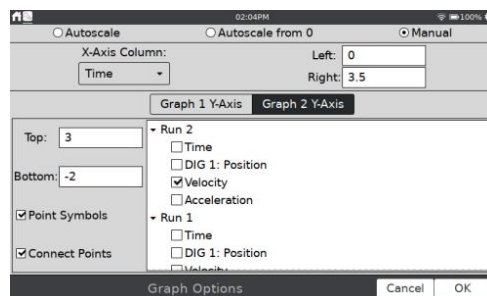 02:04PM 100%
Autoscale Autoscale from 0 Manual
X-Axis Column: Left: 0
Time Right: 3.5
Graph 1 Y-Axis Graph 2 Y-Axis
Top: 3
Bottom: -2
Point Symbols
Connect Points
Run 2
Time
DIG 1: Position
Velocity
Acceleration
Run 1
Time
DIG 1: Position
Velocity
Graph Options Cancel OK